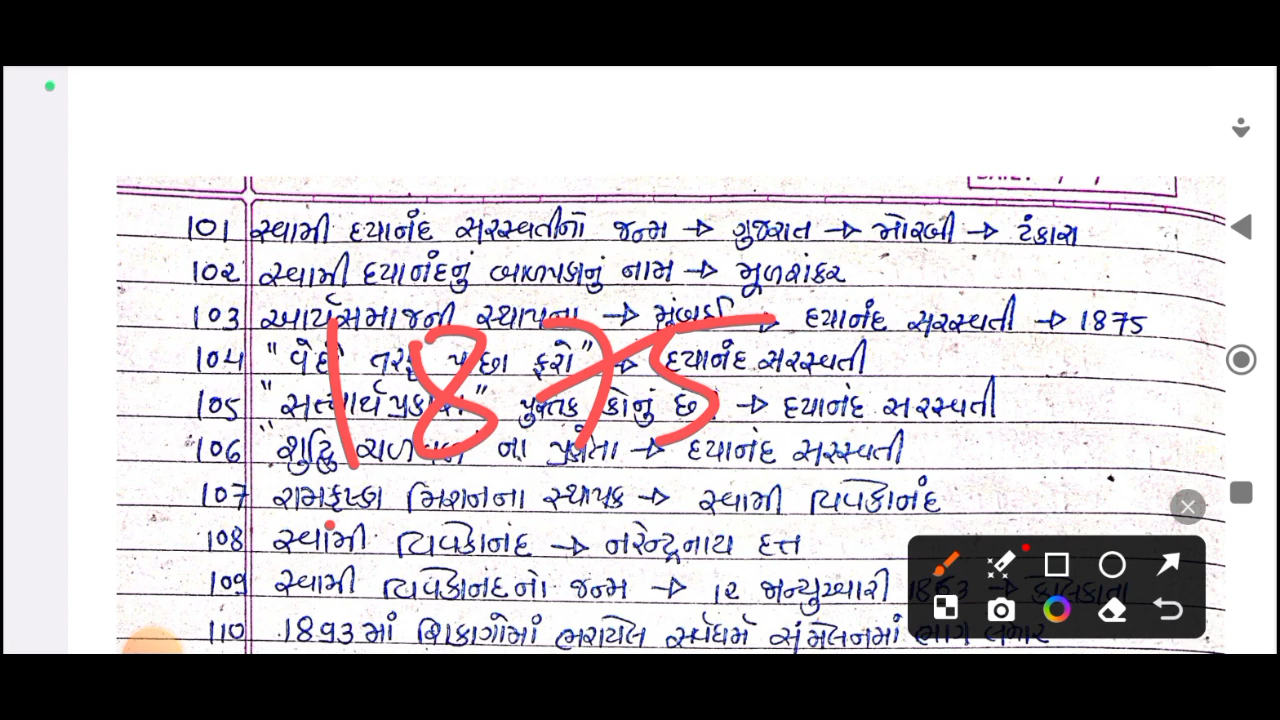 101 સ્વામી દયાનંદ સરસ્વતીનો જન્મ → ગુજરાત → મોરબી → ટંકારા
102 સ્વામી દયાનંદનું બાળપણનું નામ → મૂળશંકર
103 આર્યસમાજની સ્થાપના → મુંબઈ → દયાનંદ સરસ્વતી → 1875
104 "વેદો તરફ પાછા ફરો" → દયાનંદ સરસ્વતી
105 "સત્યાર્થ પ્રકાશ" પુસ્તક કોનું છે → દયાનંદ સરસ્વતી
106 "શુદ્ધિ ચળવળ ના પ્રણેતા → દયાનંદ સરસ્વતી
1875
107 રામકૃષ્ણ મિશનના સ્થાપક → સ્વામી વિવેકાનંદ
108 સ્વામી વિવેકાનંદ → નરેન્દ્રનાથ દત્ત
109 સ્વામી વિવેકાનંદનો જન્મ → 12 જાન્યુઆરી 1863 → કોલકાતા
110 1893માં શિકાગોમાં ભરાયેલ સર્વધર્મ સંમેલનમાં ભાગ લેનાર